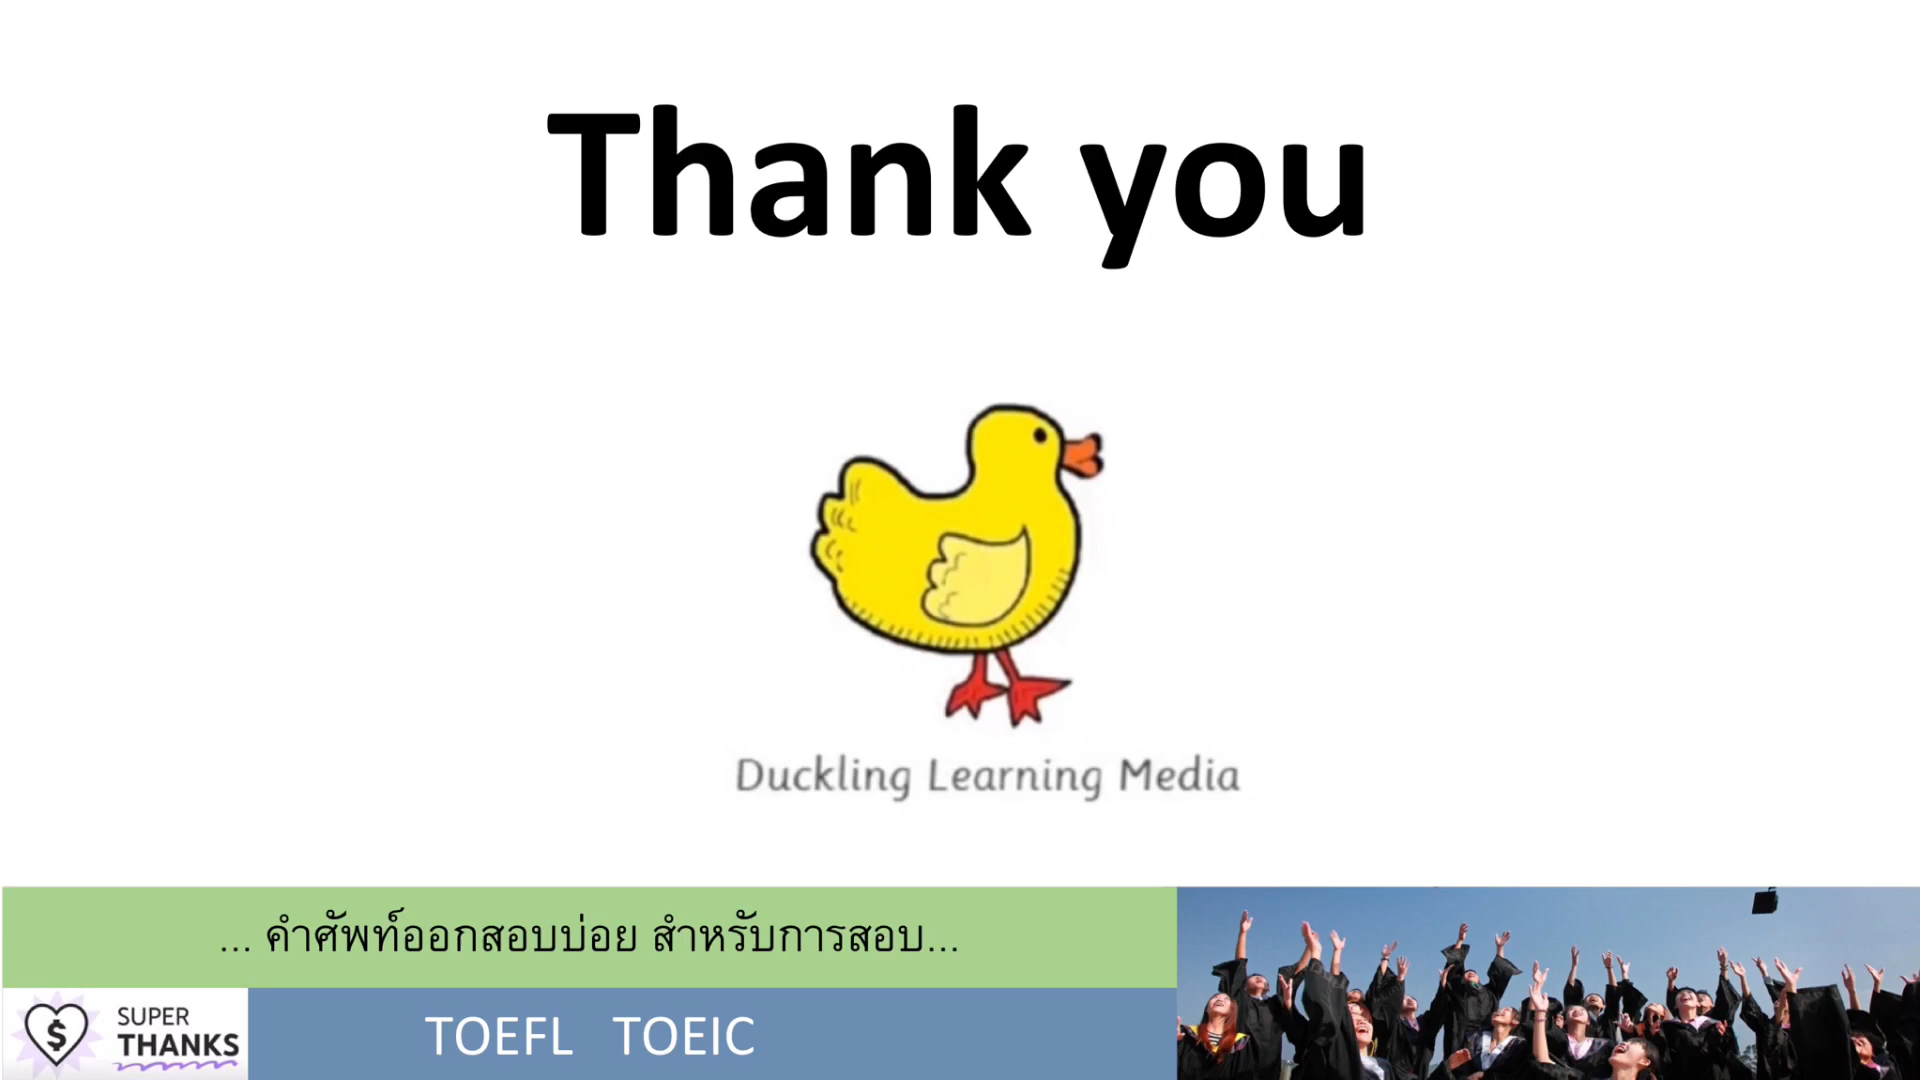 Thank you
Duckling Learning Media
... คำศัพท์ออกสอบบ่อย สำหรับการสอบ...
SUPER
THANKS
$
TOEFL TOEIC